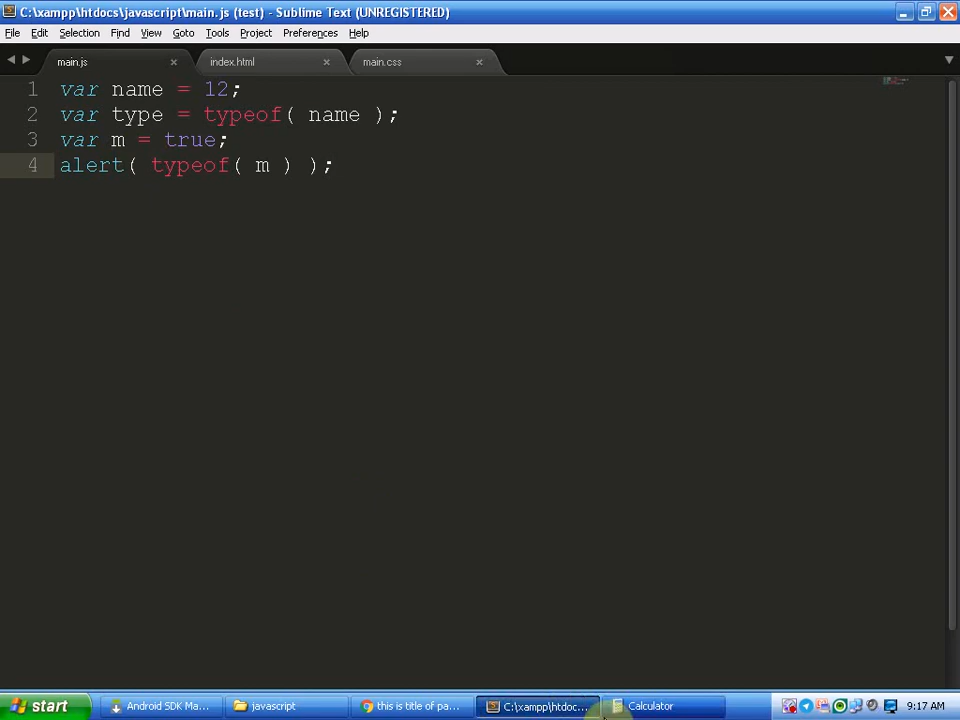 C:\xampp\htdocs\javascript\main.js (test) - Sublime Text (UNREGISTERED)
File Edit Selection Find View Goto Tools Project Preferences Help
main.js index.html main.css
1 var name = 12;
2 var type = typeof( name );
3 var m = true;
4 alert( typeof( m ) );
start Android SDK Ma... javascript this is title of pa... C:\xampp\htdoc... Calculator 9:17 AM